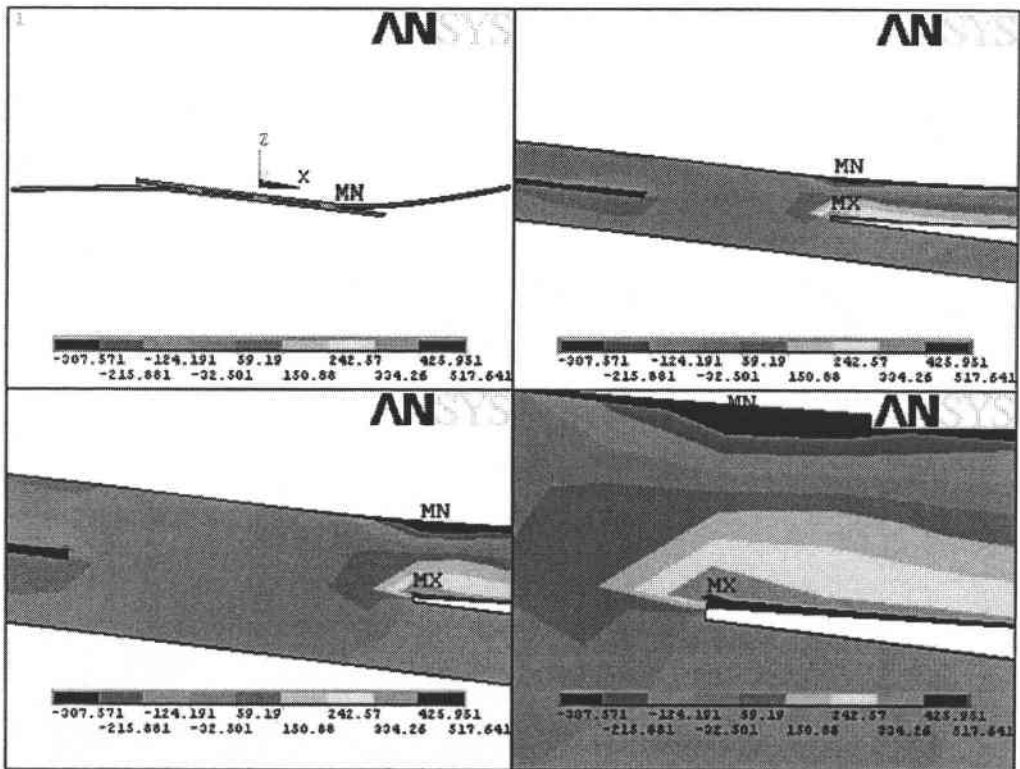 1
ANSYS
Z
X
MN
-307.571 -124.191 59.19 242.57 425.951
-215.881 -32.501 150.88 334.26 517.641
ANSYS
MN
MX
-307.571 -124.191 59.19 242.57 425.951
-215.881 -32.501 150.88 334.26 517.641
ANSYS
MN
MX
-307.571 -124.191 59.19 242.57 425.951
-215.881 -32.501 150.88 334.26 517.641
MN
ANSYS
MX
-307.571 -124.191 59.19 242.57 425.951
-215.881 -32.501 150.88 334.26 517.641